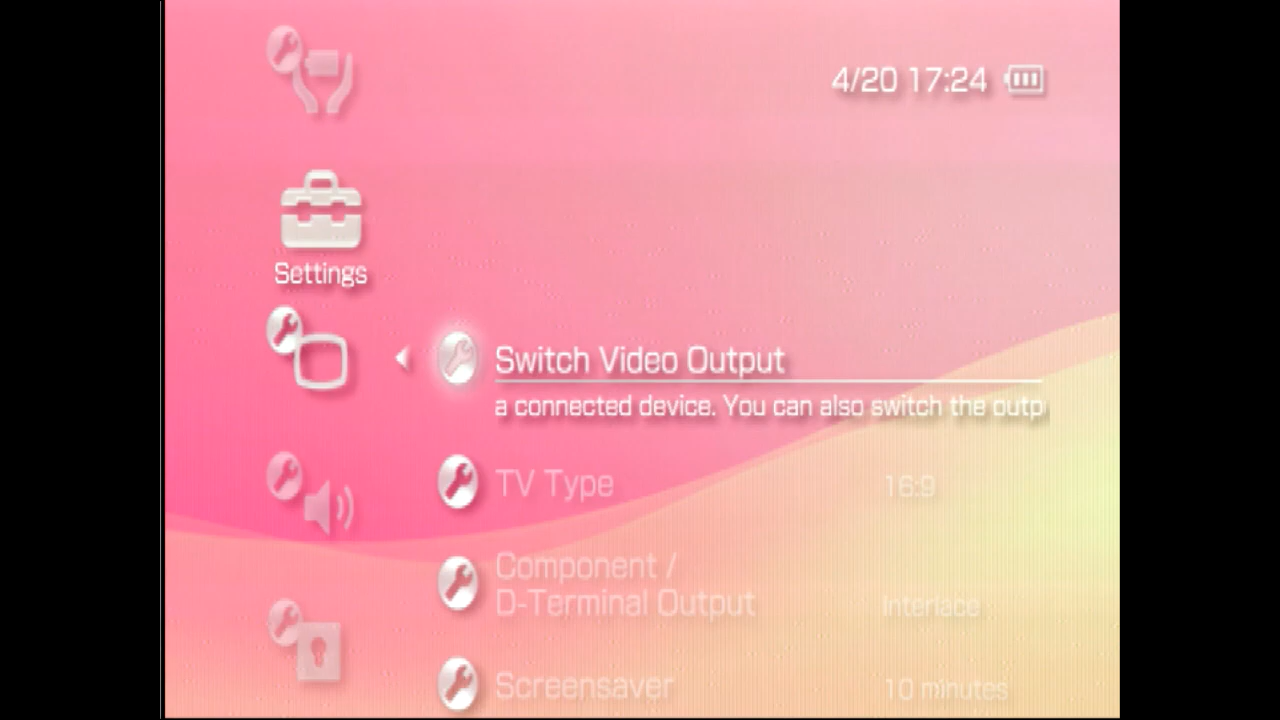 4/20 17:24
Settings
Switch Video Output
a connected device. You can also switch the outp
TV Type 16:9
Component /
D-Terminal Output Interlace
Screensaver 10 minutes